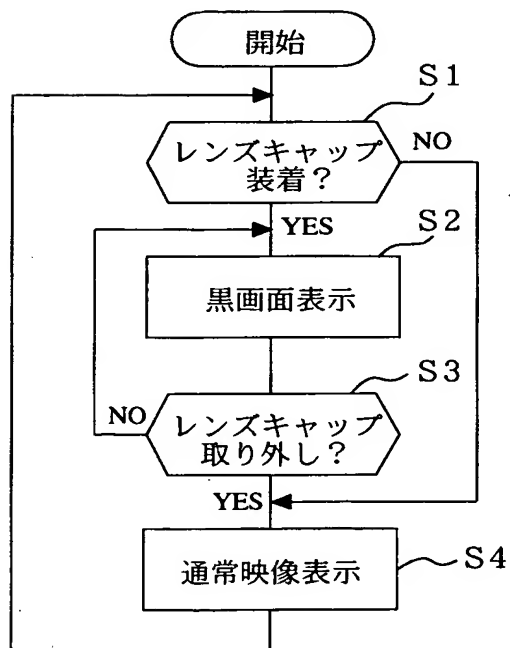 開始
S1
レンズキャップ
装着？
NO
YES
S2
黒画面表示
S3
NO
レンズキャップ
取り外し？
YES
通常映像表示
S4